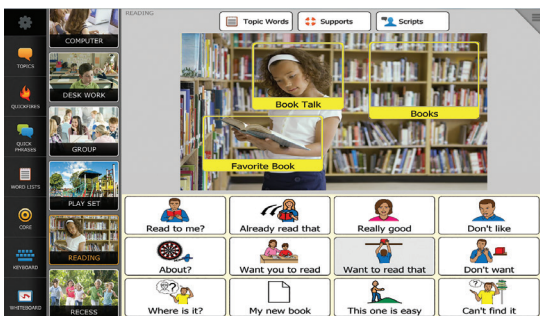 READING
Topic Words
Supports
Scripts
TOPICS
QUICKFIRES
QUICK
PHRASES
WORD LISTS
CORE
KEYBOARD
WHITEBOARD
COMPUTER
DESK WORK
GROUP
PLAY SET
READING
RECESS
Book Talk
Books
Favorite Book
Read to me?
Already read that
Really good
Don't like
About?
Want you to read
Want to read that
Don't want
Where is it?
My new book
This one is easy
Can't find it